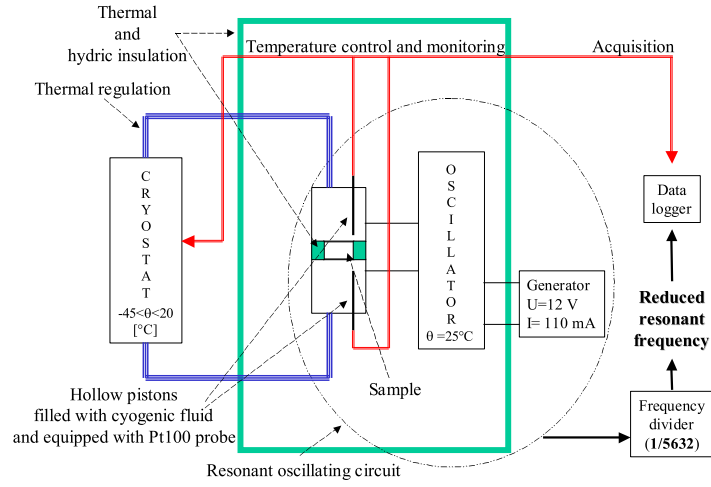 Thermal
and
hydric insulation
Temperature control and monitoring
Acquisition
Thermal regulation
CRYOSTAT
-45<θ<20
[°C]
OSCILLATOR
θ =25°C
Data
logger
Generator
U=12 V
I= 110 mA
Reduced
resonant
frequency
Sample
Hollow pistons
filled with cyogenic fluid
and equipped with Pt100 probe
Frequency
divider
(1/5632)
Resonant oscillating circuit